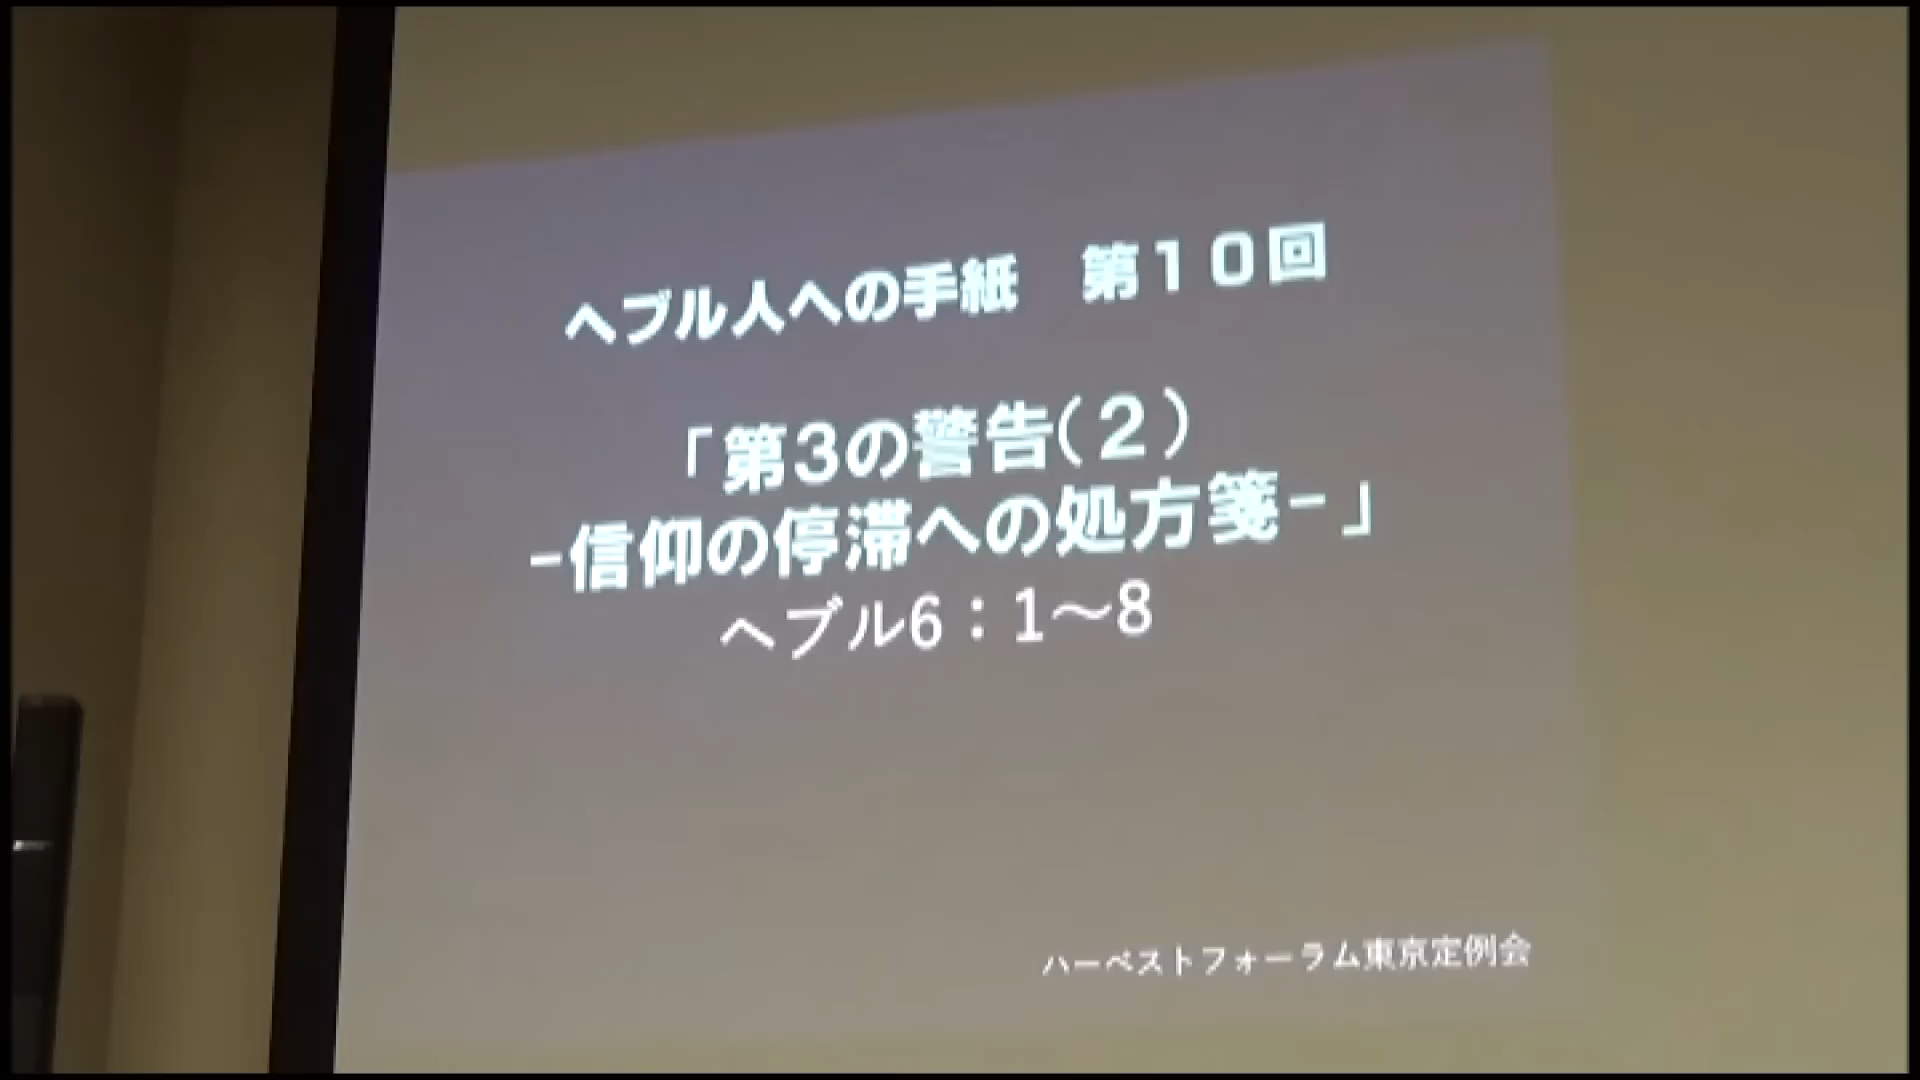 ヘブル人への手紙　第１０回
「第3の警告（２）
−信仰の停滞への処方箋−」
ヘブル6：1〜8
ハーベストフォーラム東京定例会